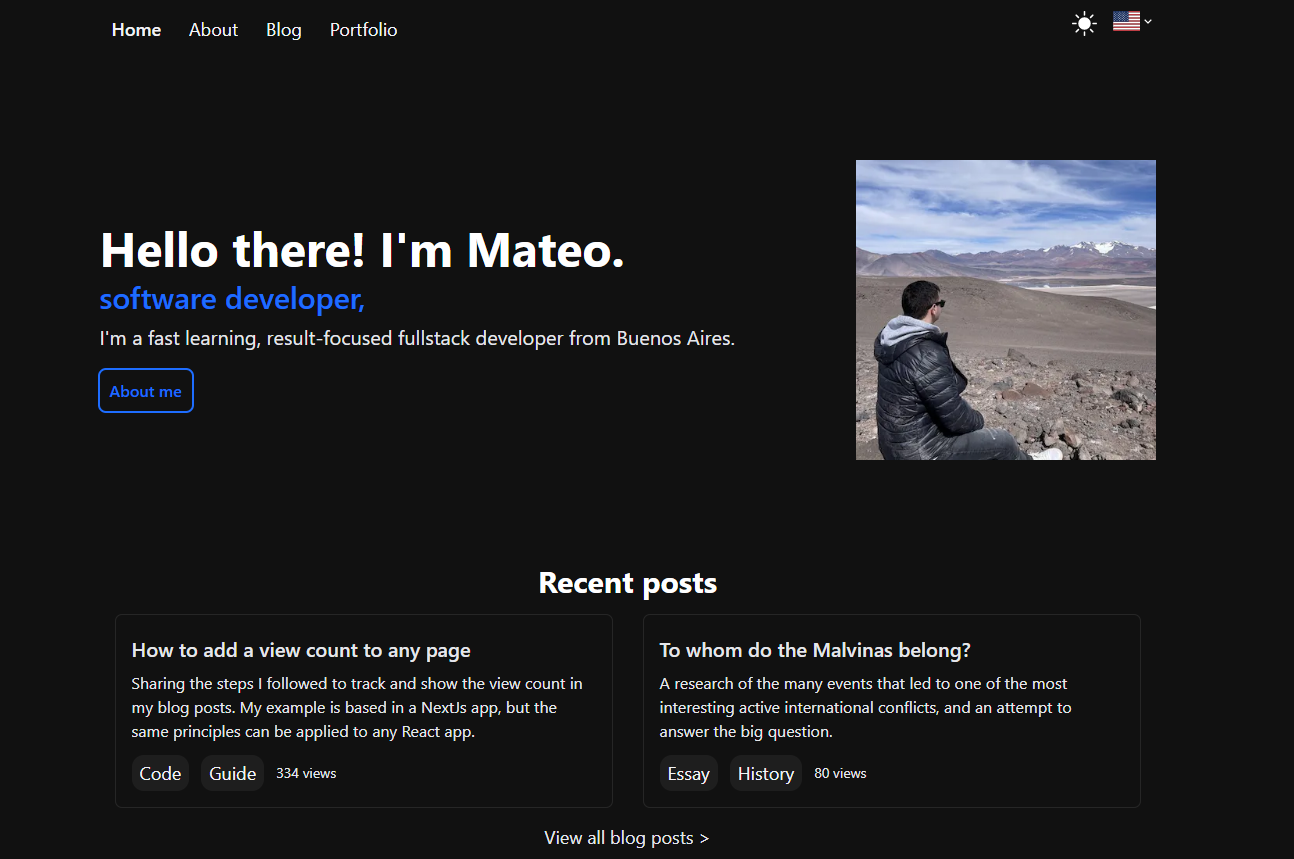 Home About Blog Portfolio
Hello there! I'm Mateo.
software developer,
I'm a fast learning, result-focused fullstack developer from Buenos Aires.
About me
Recent posts
How to add a view count to any page
Sharing the steps I followed to track and show the view count in
my blog posts. My example is based in a NextJs app, but the
same principles can be applied to any React app.
Code Guide 334 views
To whom do the Malvinas belong?
A research of the many events that led to one of the most
interesting active international conflicts, and an attempt to
answer the big question.
Essay History 80 views
View all blog posts >